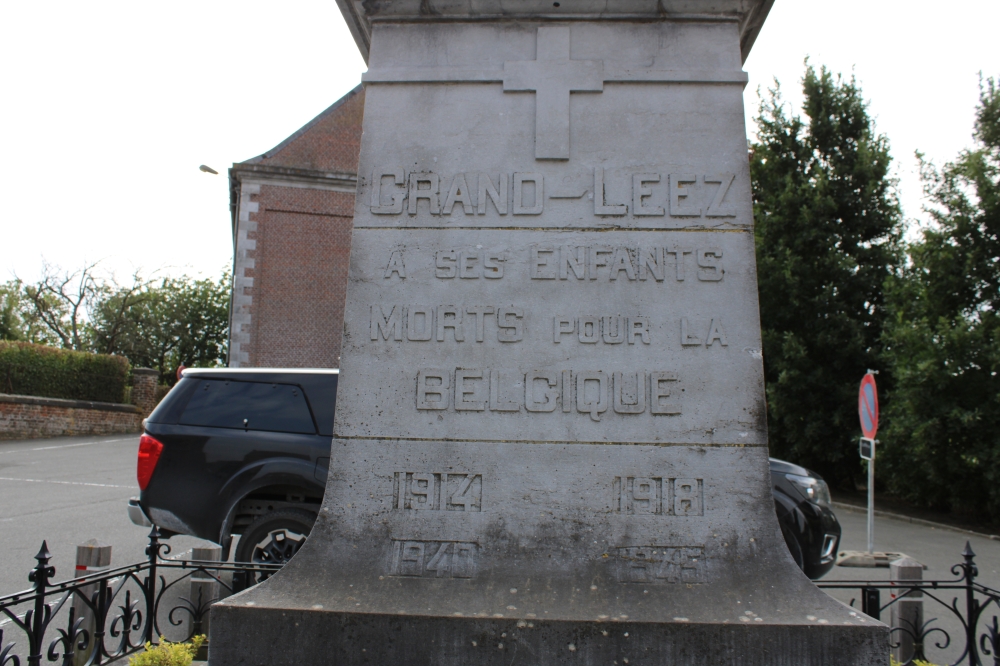 GRAND-LEEZ
A SES ENFANTS
MORTS POUR LA
BELGIQUE
1914 1918
1940 1945